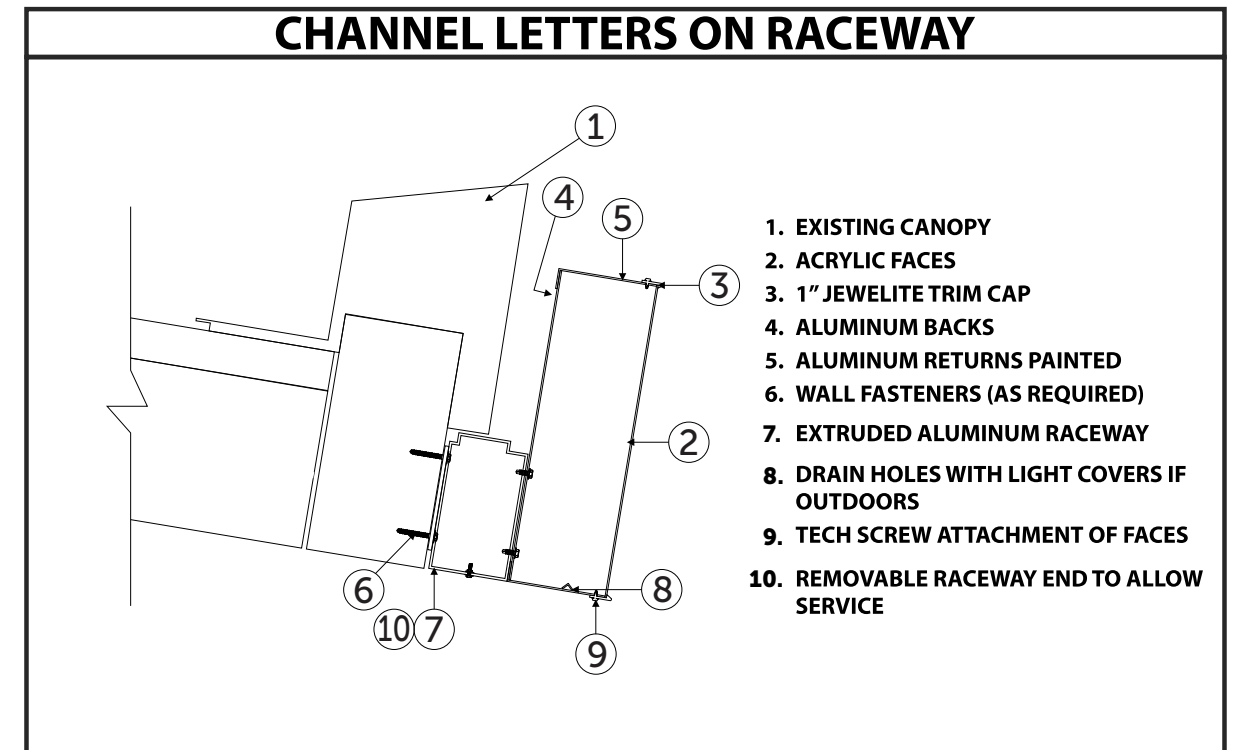 CHANNEL LETTERS ON RACEWAY
1
4
5
3
2
6
8
10 7
9
1. EXISTING CANOPY
2. ACRYLIC FACES
3. 1” JEWELITE TRIM CAP
4. ALUMINUM BACKS
5. ALUMINUM RETURNS PAINTED
6. WALL FASTENERS (AS REQUIRED)
7. EXTRUDED ALUMINUM RACEWAY
8. DRAIN HOLES WITH LIGHT COVERS IF
OUTDOORS
9. TECH SCREW ATTACHMENT OF FACES
10. REMOVABLE RACEWAY END TO ALLOW
SERVICE